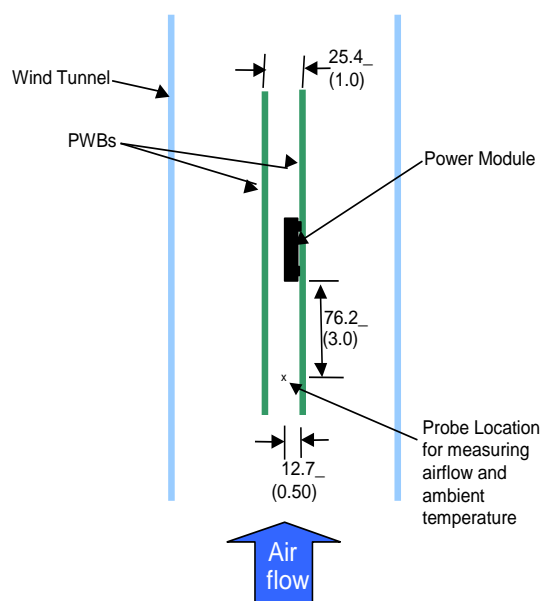 25.4_
(1.0)
Wind Tunnel
PWBs
Power Module
76.2_
(3.0)
x
Probe Location
for measuring
airflow and
ambient
temperature
12.7_
(0.50)
Air
flow